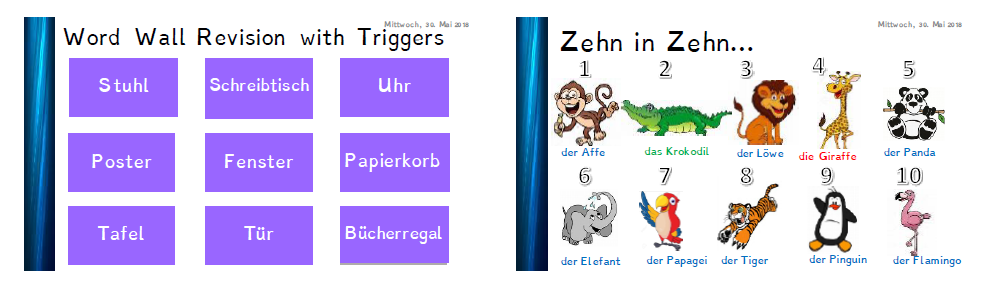 Mittwoch, 30. Mai 2018
Word Wall Revision with Triggers
Stuhl
Schreibtisch
Uhr
Poster
Fenster
Papierkorb
Tafel
Tür
Bücherregal
Mittwoch, 30. Mai 2018
Zehn in Zehn...
1 2 3 4 5
der Affe das Krokodil der Löwe die Giraffe der Panda
6 7 8 9 10
der Elefant der Papagei der Tiger der Pinguin der Flamingo